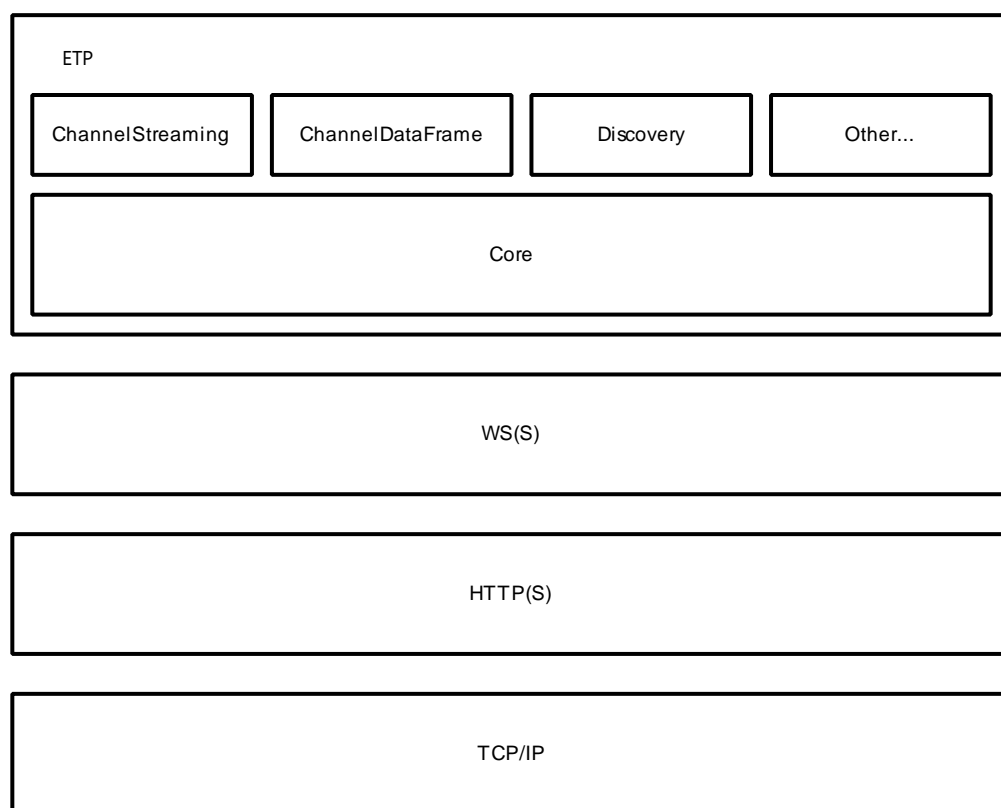 ETP
ChannelStreaming
ChannelDataFrame
Discovery
Other...
Core
WS(S)
HTTP(S)
TCP/IP